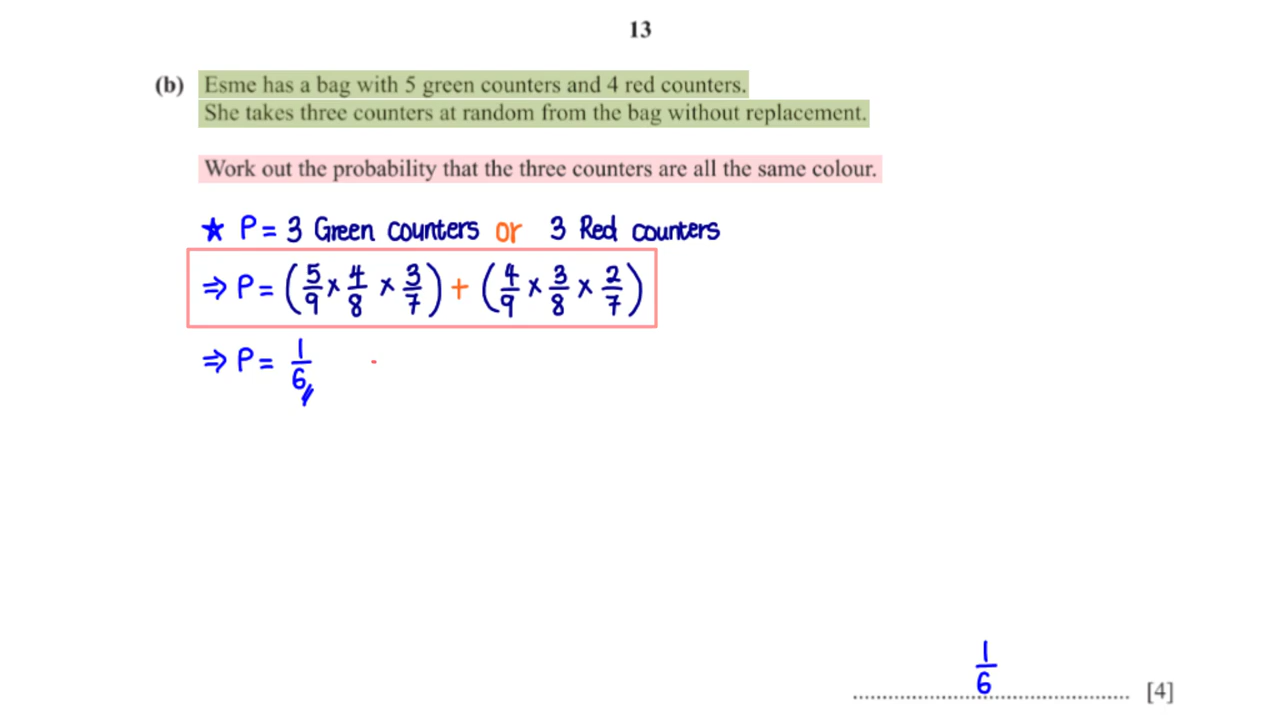 13
(b) Esme has a bag with 5 green counters and 4 red counters.
She takes three counters at random from the bag without replacement.
Work out the probability that the three counters are all the same colour.
★ P = 3 Green counters or 3 Red counters
⇒ P = (5/9 × 4/8 × 3/7) + (4/9 × 3/8 × 2/7)
⇒ P = 1/6
1/6
.............................................. [4]